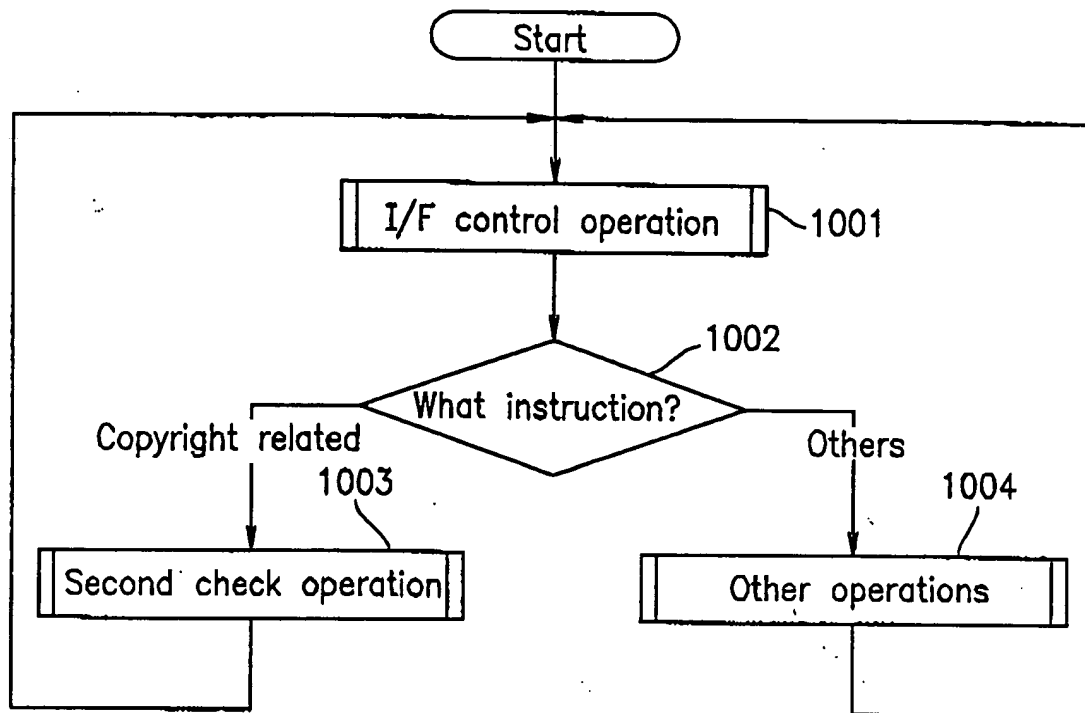 Start
I/F control operation
1001
1002
What instruction?
Copyright related
Others
1003
1004
Second check operation
Other operations